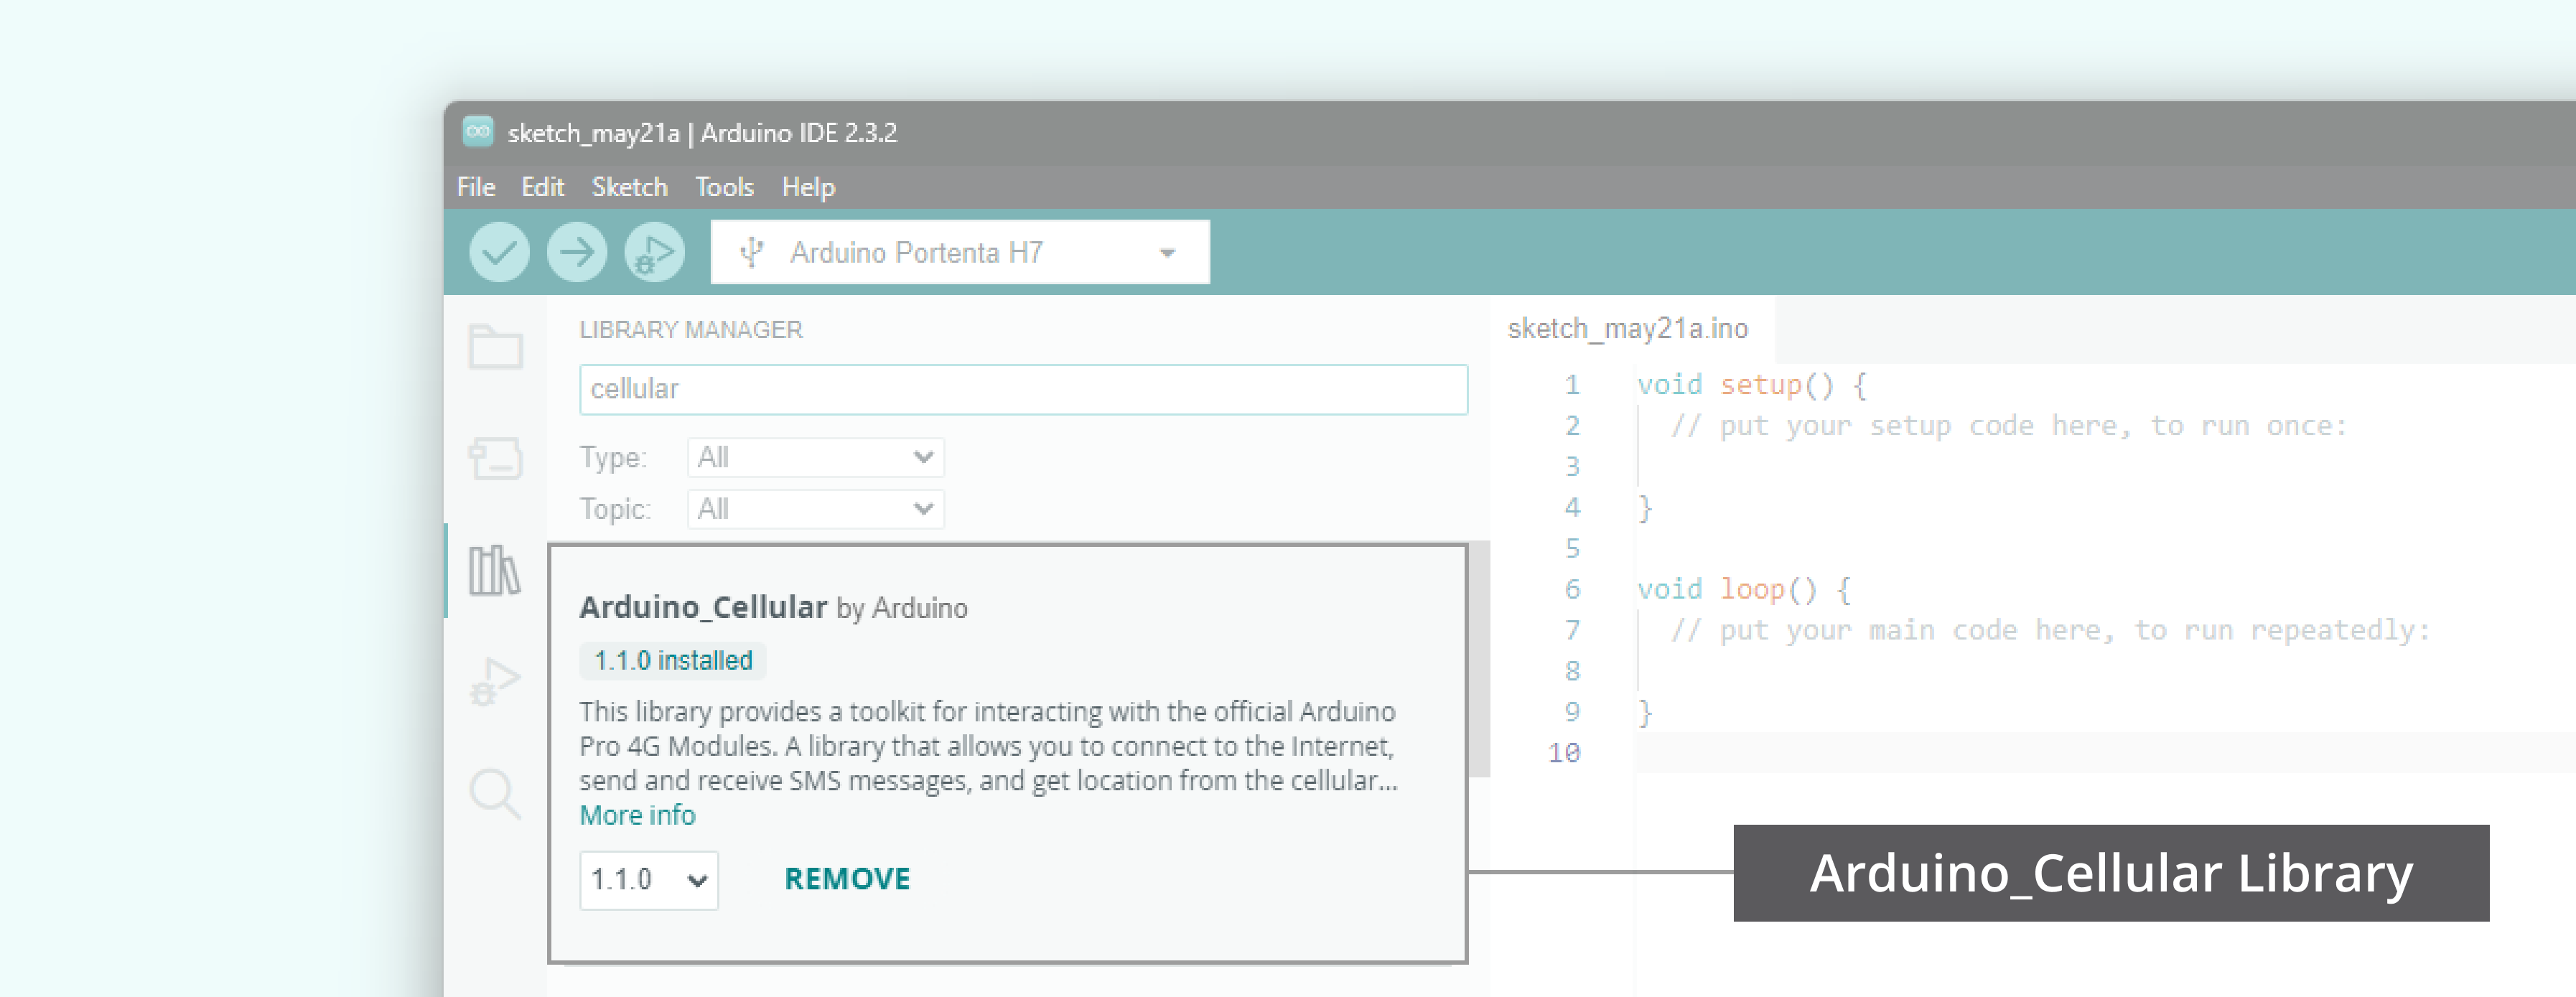 sketch_may21a | Arduino IDE 2.3.2
File Edit Sketch Tools Help
Arduino Portenta H7
LIBRARY MANAGER
cellular
Type: All
Topic: All
Arduino_Cellular by Arduino
1.1.0 installed
This library provides a toolkit for interacting with the official Arduino
Pro 4G Modules. A library that allows you to connect to the Internet,
send and receive SMS messages, and get location from the cellular...
More info
1.1.0 REMOVE
sketch_may21a.ino
1 void setup() {
2 // put your setup code here, to run once:
3
4 }
5
6 void loop() {
7 // put your main code here, to run repeatedly:
8
9 }
10
Arduino_Cellular Library